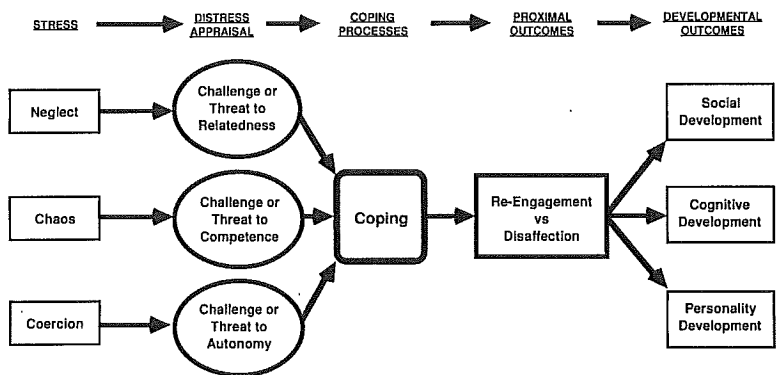 STRESS
DISTRESS
APPRAISAL
COPING
PROCESSES
PROXIMAL
OUTCOMES
DEVELOPMENTAL
OUTCOMES
Neglect
Challenge or
Threat to
Relatedness
Chaos
Challenge or
Threat to
Competence
Coercion
Challenge or
Threat to
Autonomy
Coping
Re-Engagement
vs
Disaffection
Social
Development
Cognitive
Development
Personality
Development